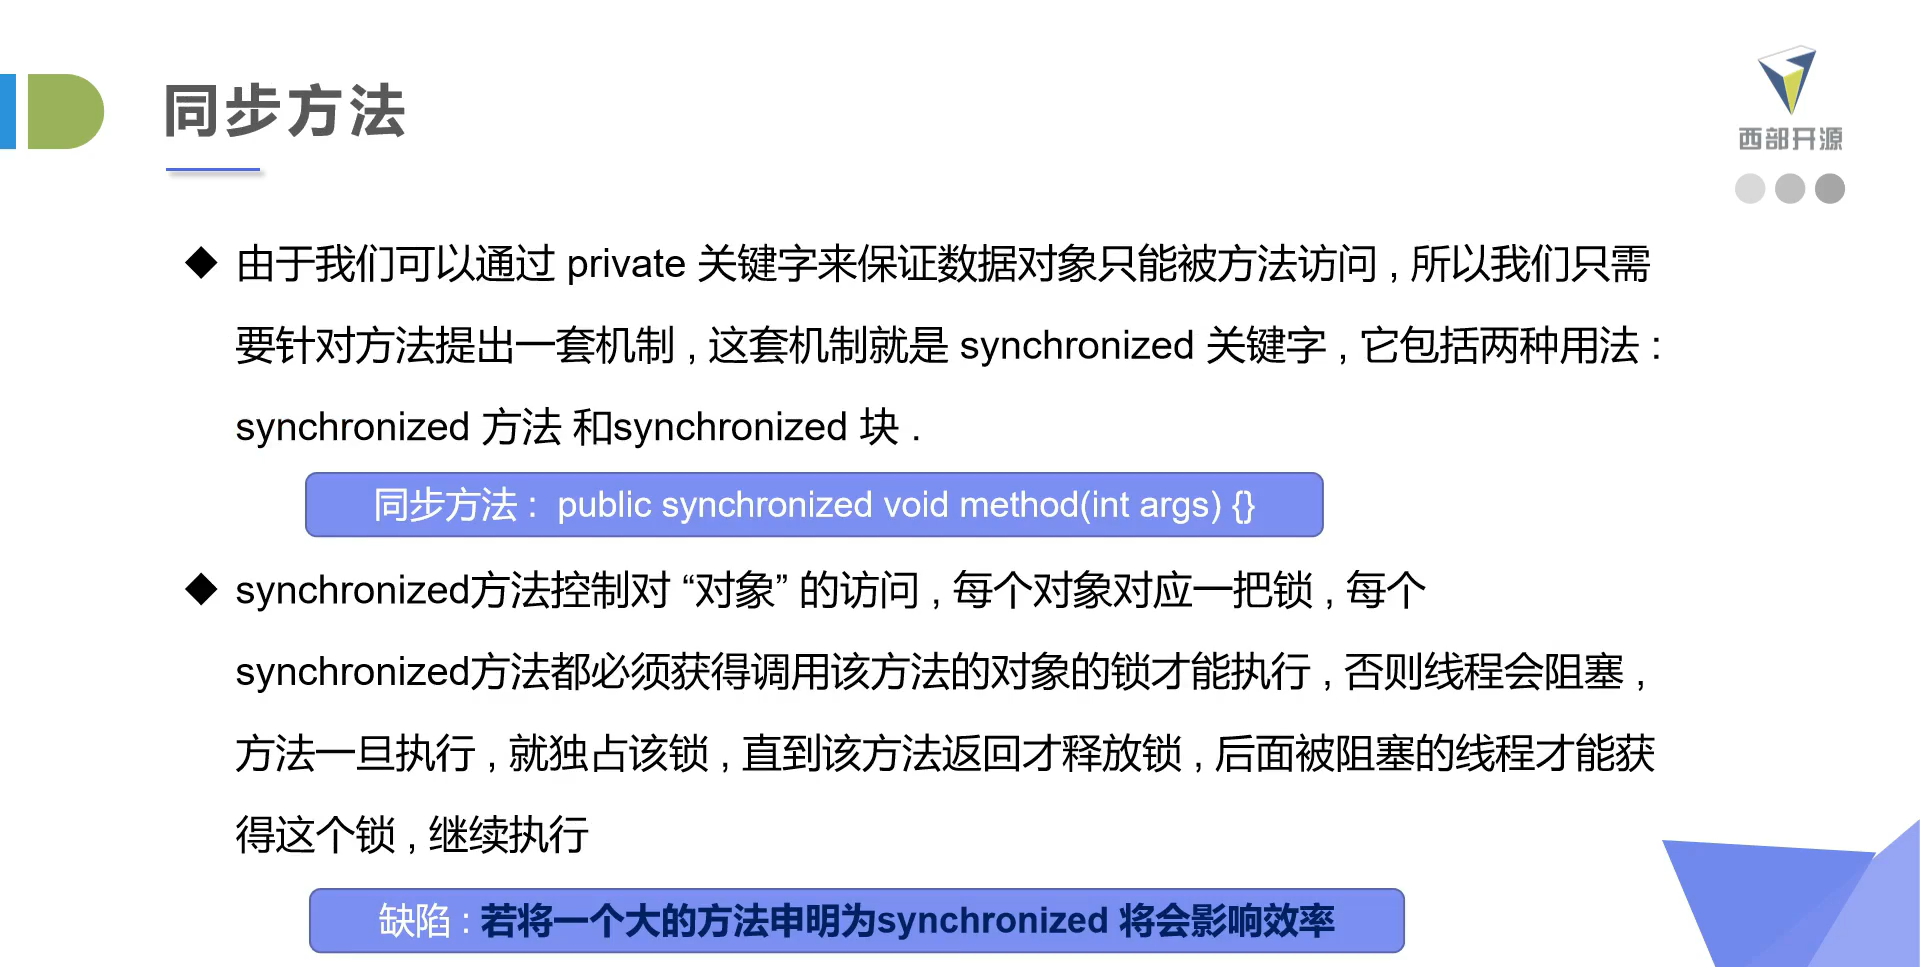 同步方法
西部开源
由于我们可以通过 private 关键字来保证数据对象只能被方法访问 , 所以我们只需
要针对方法提出一套机制 , 这套机制就是 synchronized 关键字 , 它包括两种用法 :
synchronized 方法 和synchronized 块 .
同步方法 : public synchronized void method(int args) {}
synchronized方法控制对 “对象” 的访问 , 每个对象对应一把锁 , 每个
synchronized方法都必须获得调用该方法的对象的锁才能执行 , 否则线程会阻塞 ,
方法一旦执行 , 就独占该锁 , 直到该方法返回才释放锁 , 后面被阻塞的线程才能获
得这个锁 , 继续执行
缺陷 : 若将一个大的方法申明为synchronized 将会影响效率